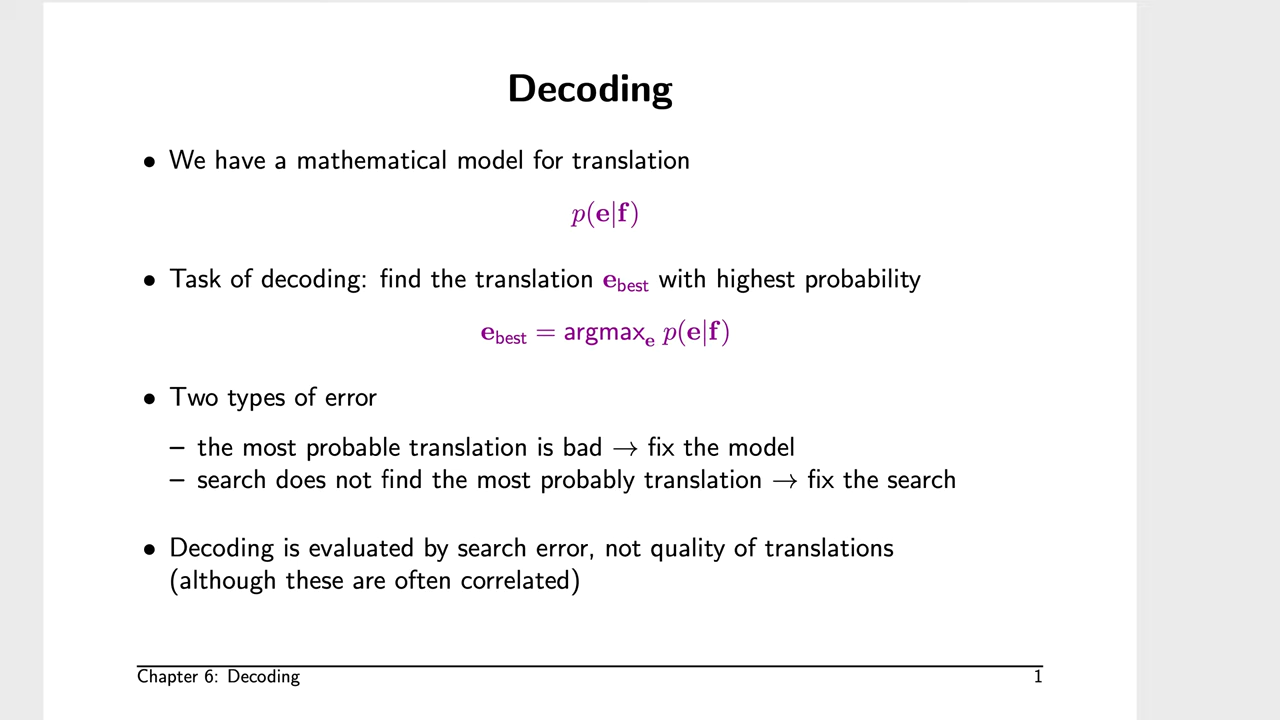 Decoding
• We have a mathematical model for translation
p(e|f)
• Task of decoding: find the translation e_best with highest probability
e_best = argmax_e p(e|f)
• Two types of error
– the most probable translation is bad → fix the model
– search does not find the most probably translation → fix the search
• Decoding is evaluated by search error, not quality of translations
(although these are often correlated)
Chapter 6: Decoding 1